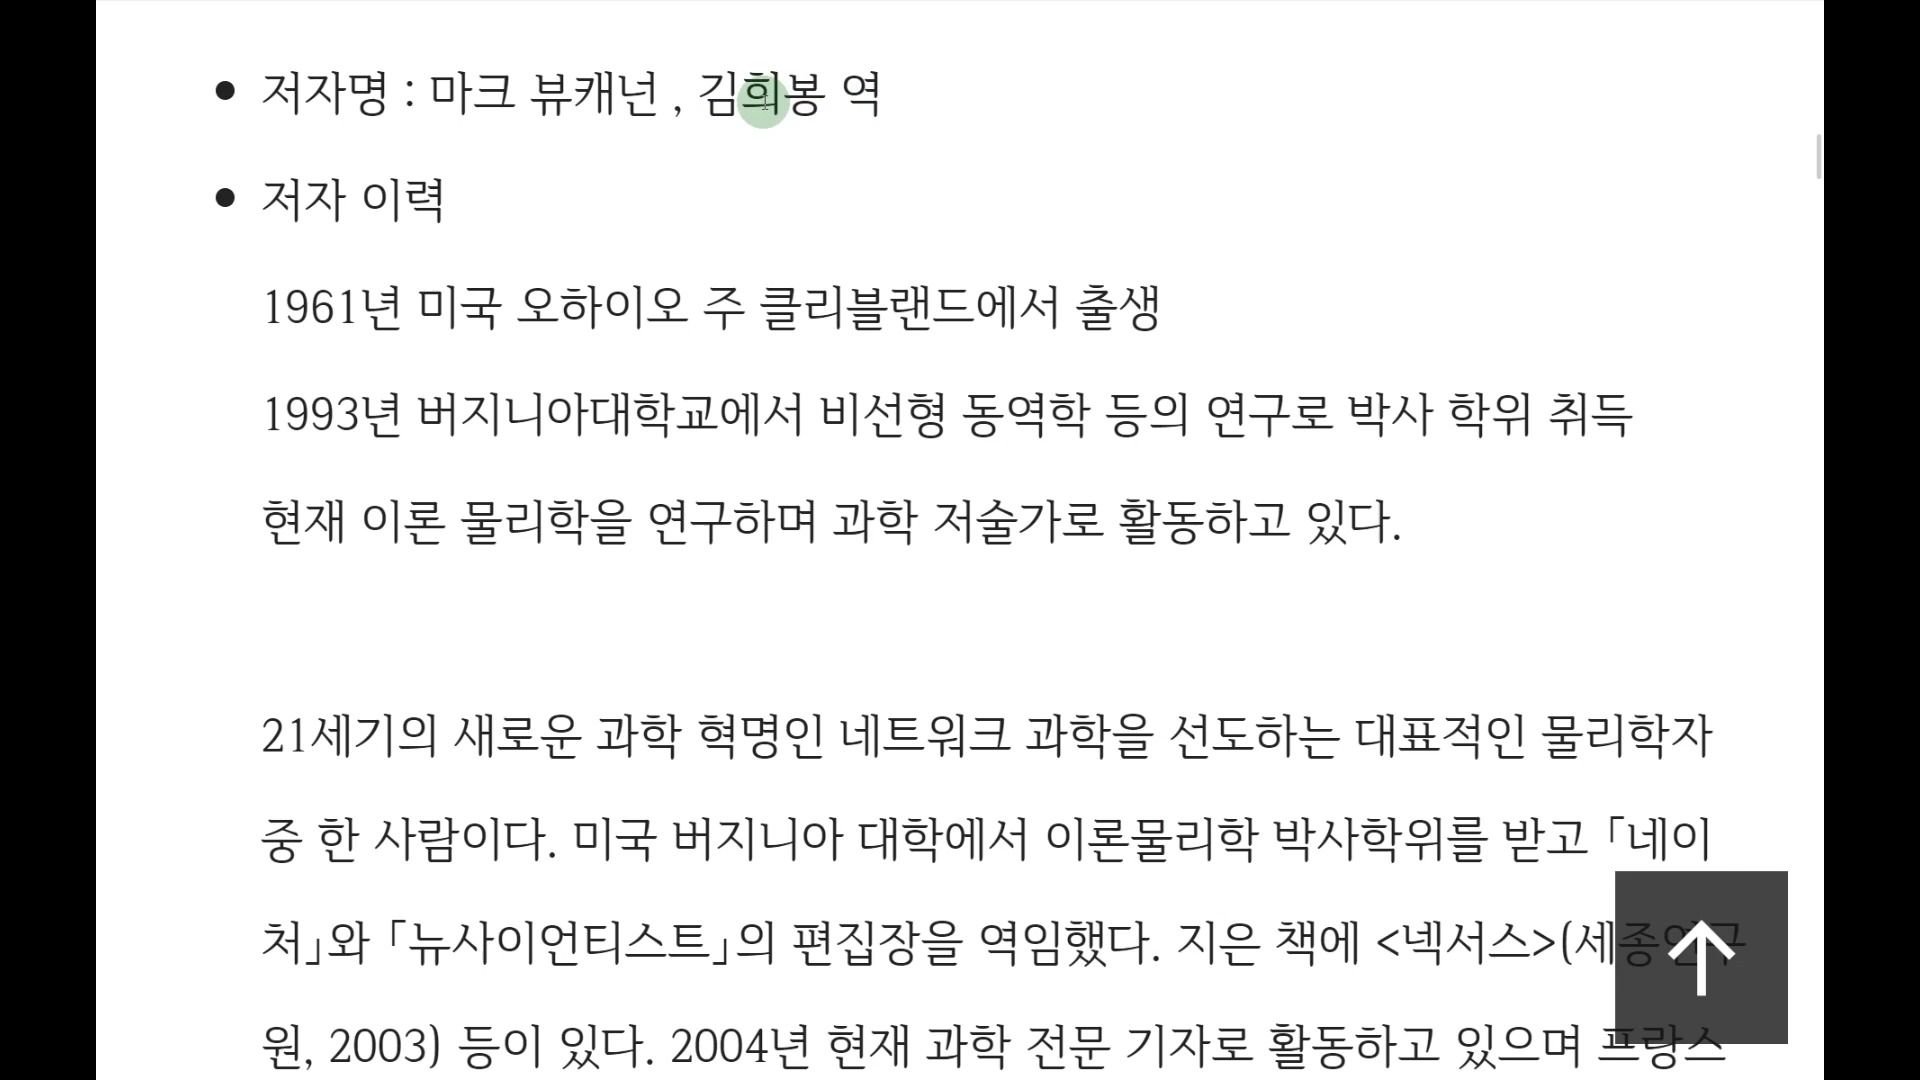 저자명 : 마크 뷰캐넌 , 김희봉 역
저자 이력
1961년 미국 오하이오 주 클리블랜드에서 출생
1993년 버지니아대학교에서 비선형 동역학 등의 연구로 박사 학위 취득
현재 이론 물리학을 연구하며 과학 저술가로 활동하고 있다.
21세기의 새로운 과학 혁명인 네트워크 과학을 선도하는 대표적인 물리학자
중 한 사람이다. 미국 버지니아 대학에서 이론물리학 박사학위를 받고 「네이
처」와 「뉴사이언티스트」의 편집장을 역임했다. 지은 책에 <넥서스>(세종연구
원, 2003) 등이 있다. 2004년 현재 과학 전문 기자로 활동하고 있으며 프랑스